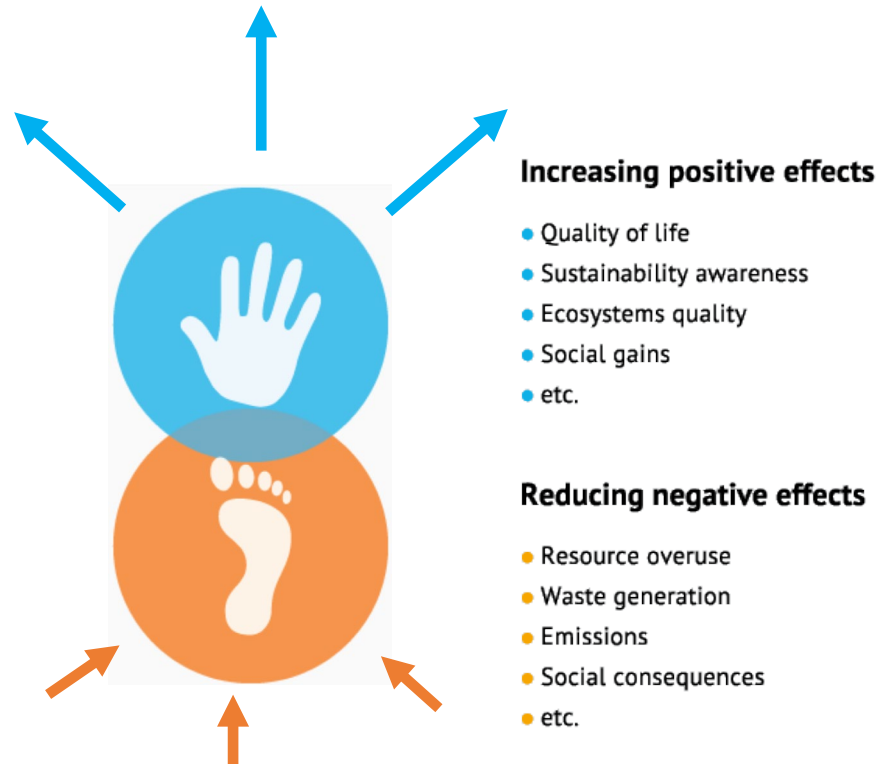 Increasing positive effects
Quality of life
Sustainability awareness
Ecosystems quality
Social gains
etc.
Reducing negative effects
Resource overuse
Waste generation
Emissions
Social consequences
etc.